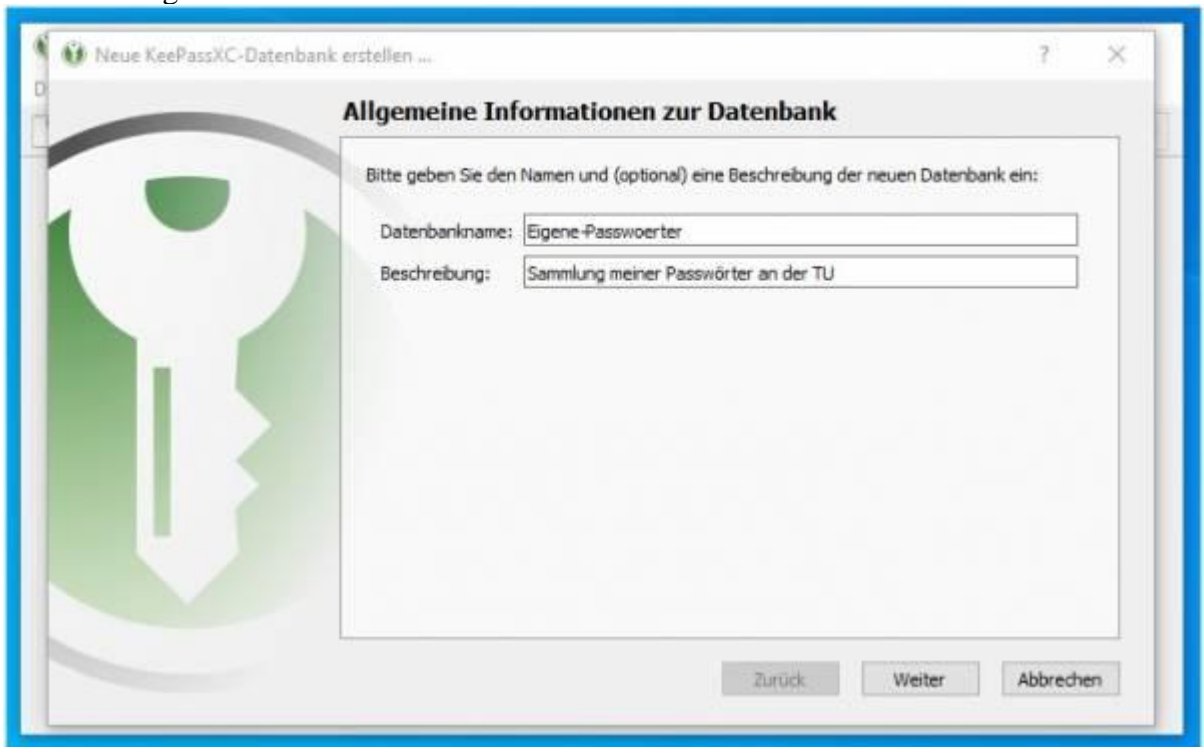 Neue KeePassXC-Datenbank erstellen ...
?
Allgemeine Informationen zur Datenbank
Bitte geben Sie den Namen und (optional) eine Beschreibung der neuen Datenbank ein:
Datenbankname: Eigene-Passwoerter
Beschreibung: Sammlung meiner Passwörter an der TU
Zurück Weiter Abbrechen